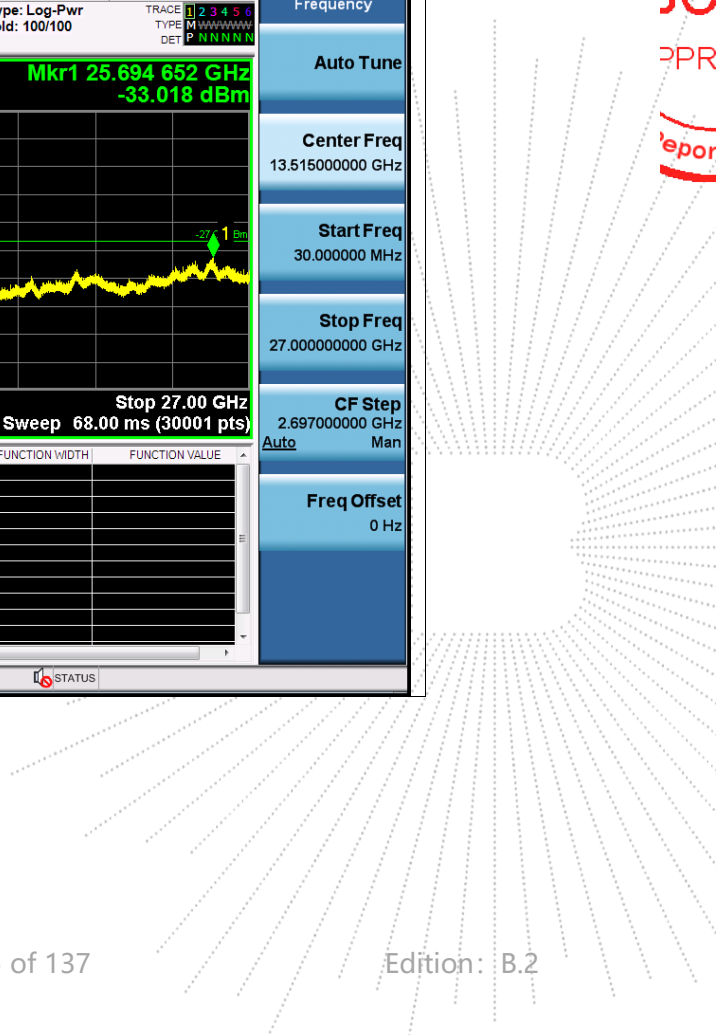 Frequency
ype: Log-Pwr
old: 100/100
TRACE 1 2 3 4 5 6
TYPE M W W W W W
DET P N N N N N
Mkr1 25.694 652 GHz
-33.018 dBm
1
Stop 27.00 GHz
Sweep 68.00 ms (30001 pts)
FUNCTION WIDTH FUNCTION VALUE
STATUS
Auto Tune
Center Freq
13.515000000 GHz
Start Freq
30.000000 MHz
Stop Freq
27.000000000 GHz
CF Step
2.697000000 GHz
Auto Man
Freq Offset
0 Hz
PPR
epor
of 137
Edition: B.2